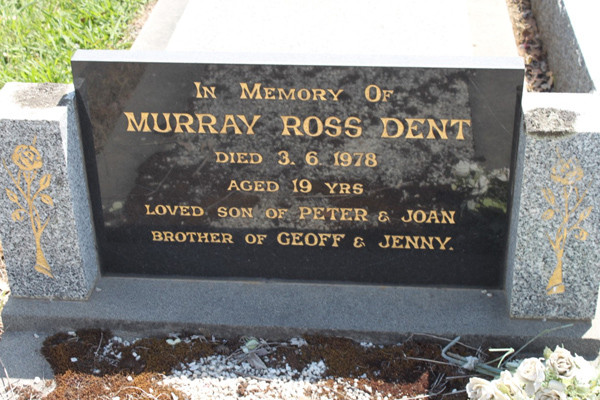 In Memory Of
MURRAY ROSS DENT
DIED 3. 6. 1978
AGED 19 YRS
LOVED SON OF PETER & JOAN
BROTHER OF GEOFF & JENNY.